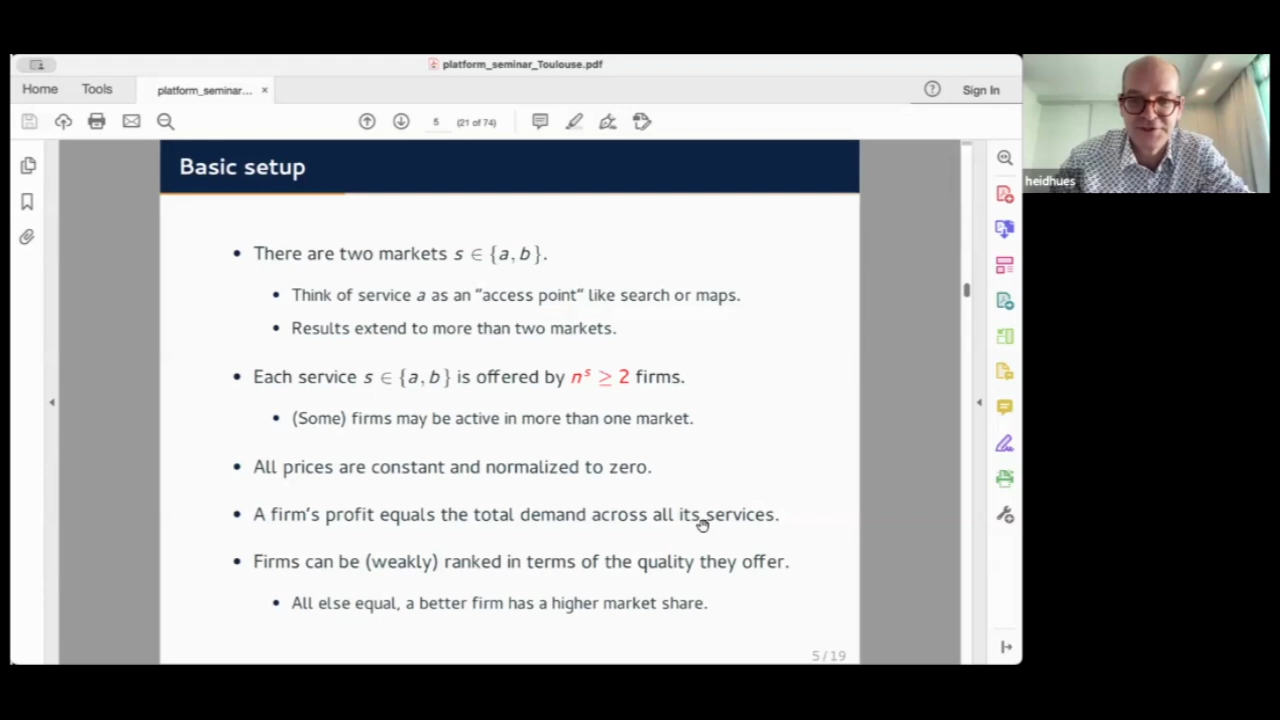 platform_seminar_Toulouse.pdf
Home
Tools
platform_seminar... ×
Sign In
5
(21 of 74)
Basic setup
heidhues
• There are two markets s ∈ {a, b}.
• Think of service a as an "access point" like search or maps.
• Results extend to more than two markets.
• Each service s ∈ {a, b} is offered by nˢ ≥ 2 firms.
• (Some) firms may be active in more than one market.
• All prices are constant and normalized to zero.
• A firm's profit equals the total demand across all its services.
• Firms can be (weakly) ranked in terms of the quality they offer.
• All else equal, a better firm has a higher market share.
5 / 19